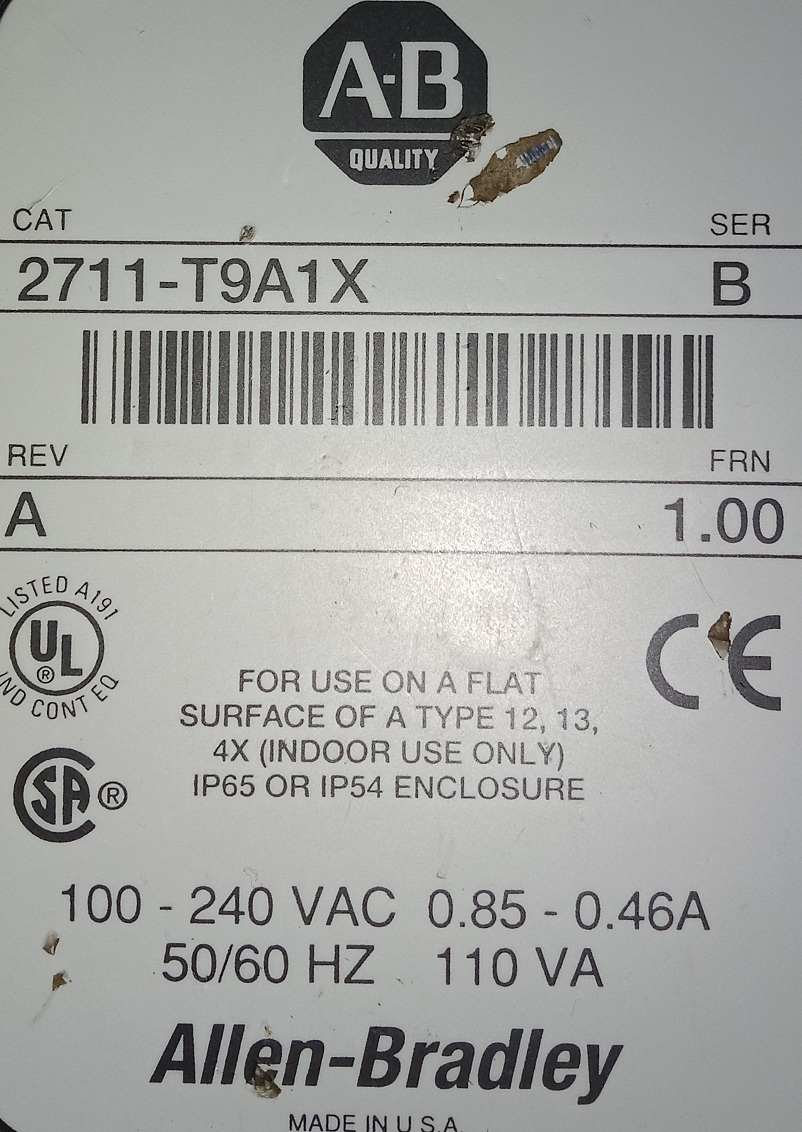 A-B
QUALITY
CAT SER
2711-T9A1X B
REV FRN
A 1.00
LISTED A191
UL®
IND CONT EQ
CE
FOR USE ON A FLAT
SURFACE OF A TYPE 12, 13,
4X (INDOOR USE ONLY)
IP65 OR IP54 ENCLOSURE
SA®
100 - 240 VAC 0.85 - 0.46A
50/60 HZ 110 VA
Allen-Bradley
MADE IN U.S.A.